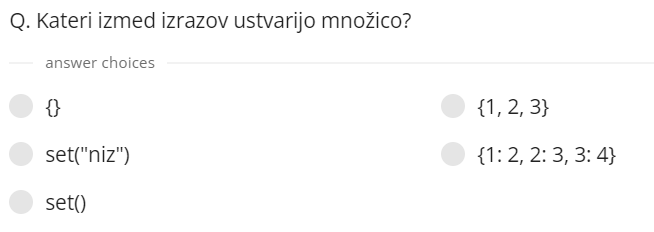 Q. Kateri izmed izrazov ustvarijo množico?
answer choices
{}
{1, 2, 3}
set("niz")
{1: 2, 2: 3, 3: 4}
set()